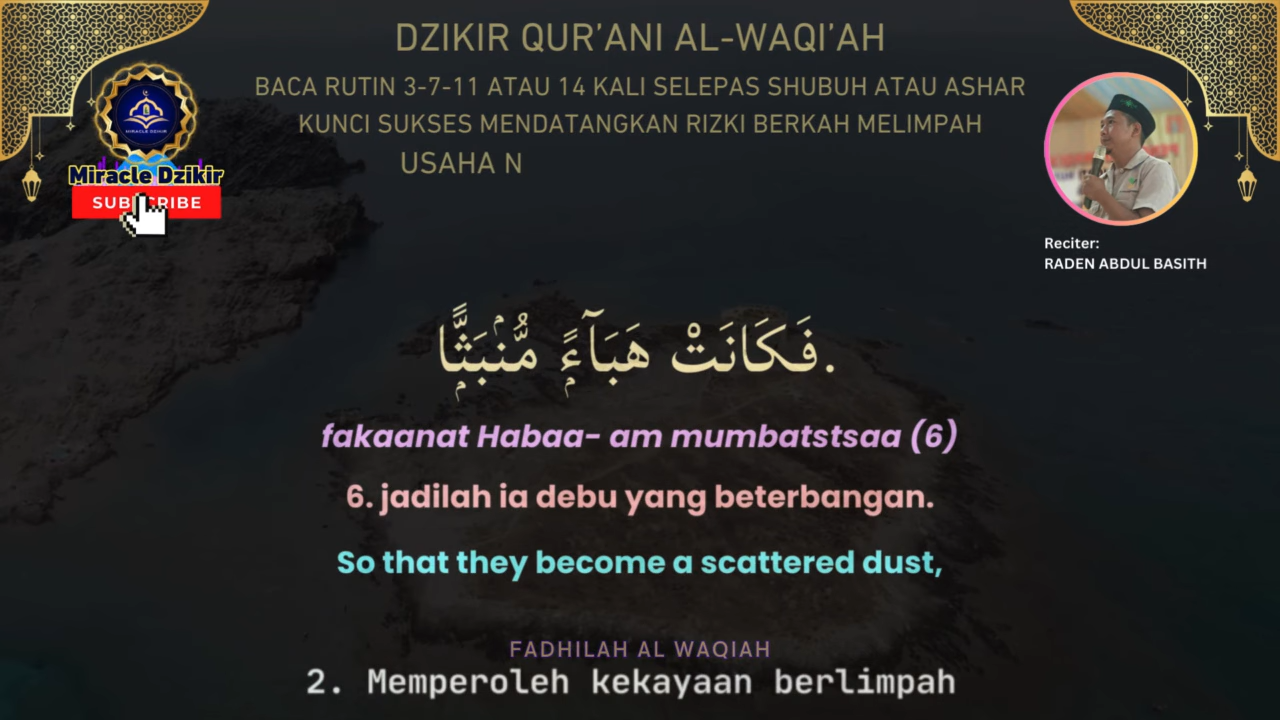 DZIKIR QUR'ANI AL-WAQI'AH
BACA RUTIN 3-7-11 ATAU 14 KALI SELEPAS SHUBUH ATAU ASHAR
KUNCI SUKSES MENDATANGKAN RIZKI BERKAH MELIMPAH
USAHA N
MIRACLE DZIKIR
Miracle Dzikir
SUBSCRIBE
Reciter:
RADEN ABDUL BASITH
فَكَانَتْ هَبَآءًۭ مُّنۢبَثًّۭا.
fakaanat Habaa- am mumbatstsaa (6)
6. jadilah ia debu yang beterbangan.
So that they become a scattered dust,
FADHILAH AL WAQIAH
2. Memperoleh kekayaan berlimpah